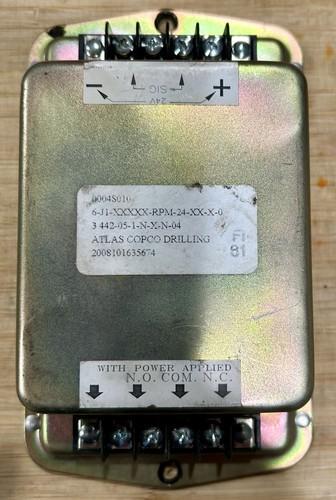 − 24V +
SIG
0004S010
6-J1-XXXXX-RPM-24-XX-X-0
3 442-05-1-N-X-N-04
ATLAS COPCO DRILLING
2008101635674
FI
81
WITH POWER APPLIED
N.O. COM. N.C.